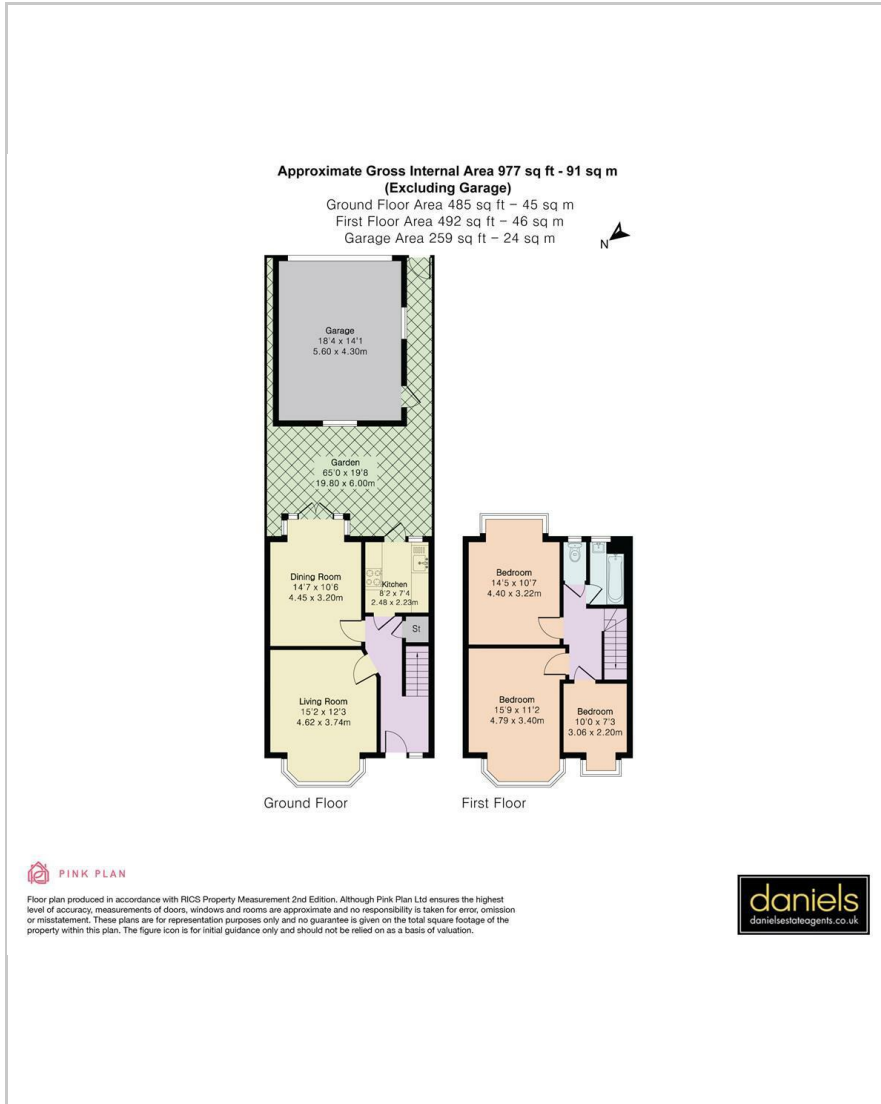 Approximate Gross Internal Area 977 sq ft - 91 sq m
(Excluding Garage)
Ground Floor Area 485 sq ft – 45 sq m
First Floor Area 492 sq ft – 46 sq m
Garage Area 259 sq ft – 24 sq m
N
Garage
18'4 x 14'1
5.60 x 4.30m
Garden
65'0 x 19'8
19.80 x 6.00m
Dining Room
14'7 x 10'6
4.45 x 3.20m
Kitchen
8'2 x 7'4
2.48 x 2.23m
St
Living Room
15'2 x 12'3
4.62 x 3.74m
Ground Floor
Bedroom
14'5 x 10'7
4.40 x 3.22m
Bedroom
15'9 x 11'2
4.79 x 3.40m
Bedroom
10'0 x 7'3
3.06 x 2.20m
First Floor
PINK PLAN
Floor plan produced in accordance with RICS Property Measurement 2nd Edition. Although Pink Plan Ltd ensures the highest
level of accuracy, measurements of doors, windows and rooms are approximate and no responsibility is taken for error, omission
or misstatement. These plans are for representation purposes only and no guarantee is given on the total square footage of the
property within this plan. The figure icon is for initial guidance only and should not be relied on as a basis of valuation.
daniels
danielsestateagents.co.uk